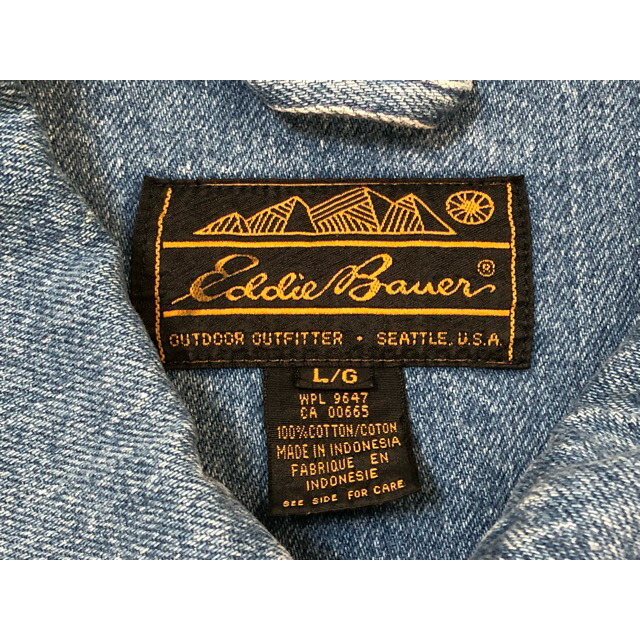 Eddie Bauer®
OUTDOOR OUTFITTER • SEATTLE, U.S.A.
L/G
WPL 9647
CA 00665
100% COTTON/COTON
MADE IN INDONESIA
FABRIQUE EN
INDONESIE
SEE SIDE FOR CARE